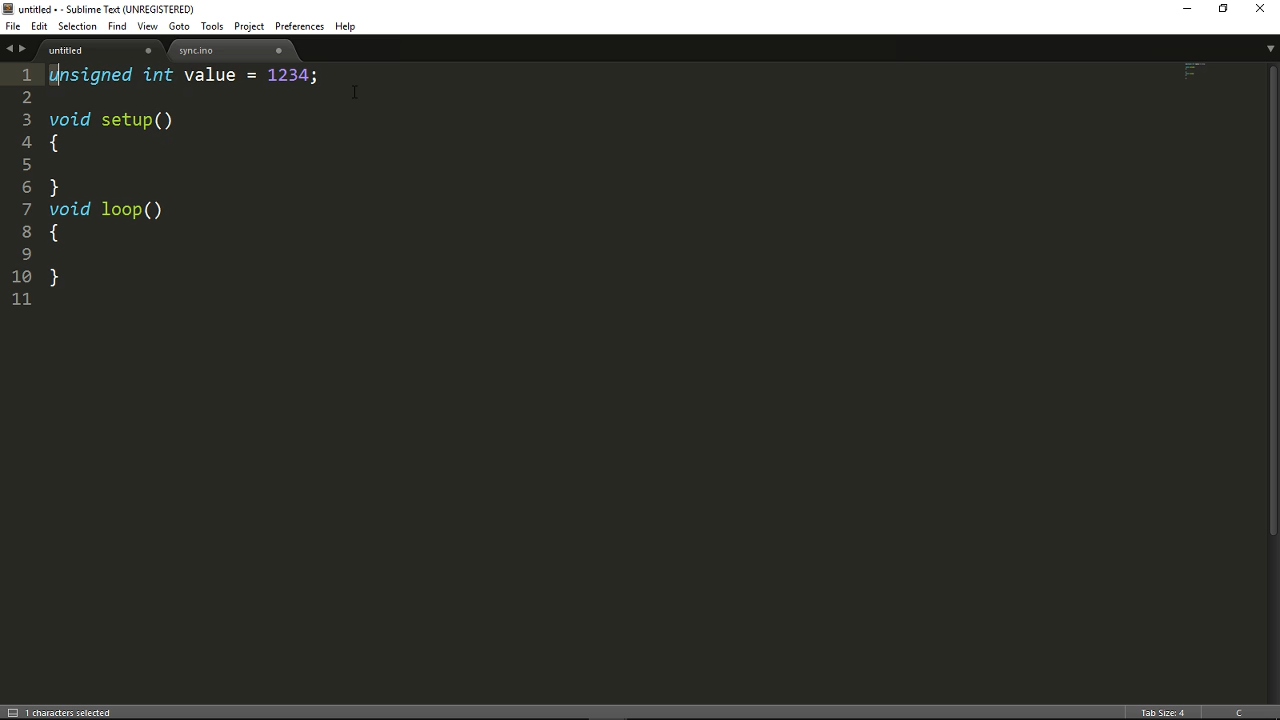 untitled • - Sublime Text (UNREGISTERED)
File Edit Selection Find View Goto Tools Project Preferences Help
untitled sync.ino
1 unsigned int value = 1234;
2
3 void setup()
4 {
5
6 }
7 void loop()
8 {
9
10 }
11
1 characters selected Tab Size: 4 C